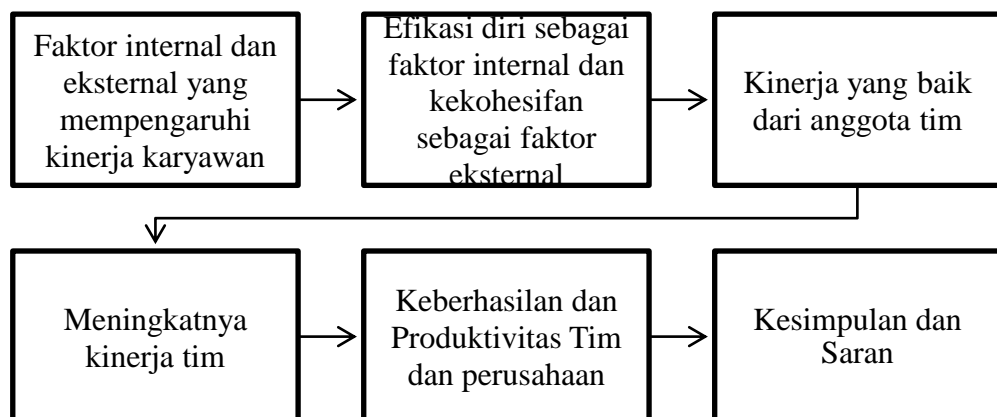 Faktor internal dan
eksternal yang
mempengaruhi
kinerja karyawan
Efikasi diri sebagai
faktor internal dan
kekohesifan
sebagai faktor
eksternal
Kinerja yang baik
dari anggota tim
Meningkatnya
kinerja tim
Keberhasilan dan
Produktivitas Tim
dan perusahaan
Kesimpulan dan
Saran